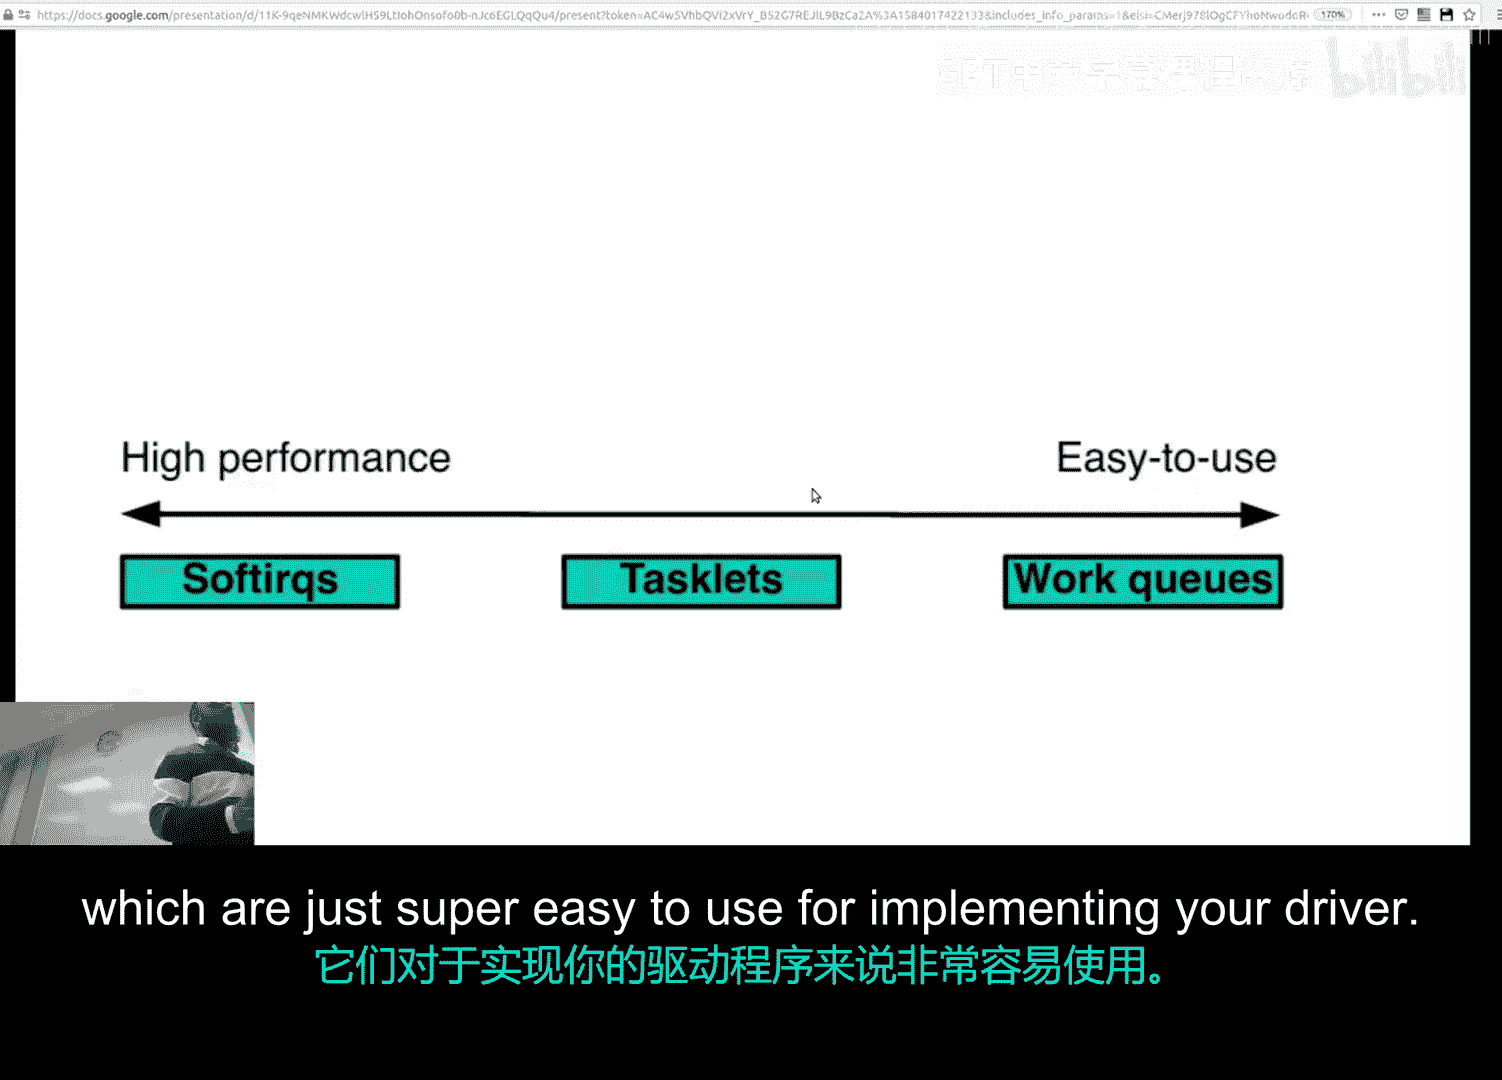 170%
bilibili
High performance
Easy-to-use
Softirqs
Tasklets
Work queues
which are just super easy to use for implementing your driver.
它们对于实现你的驱动程序来说非常容易使用。